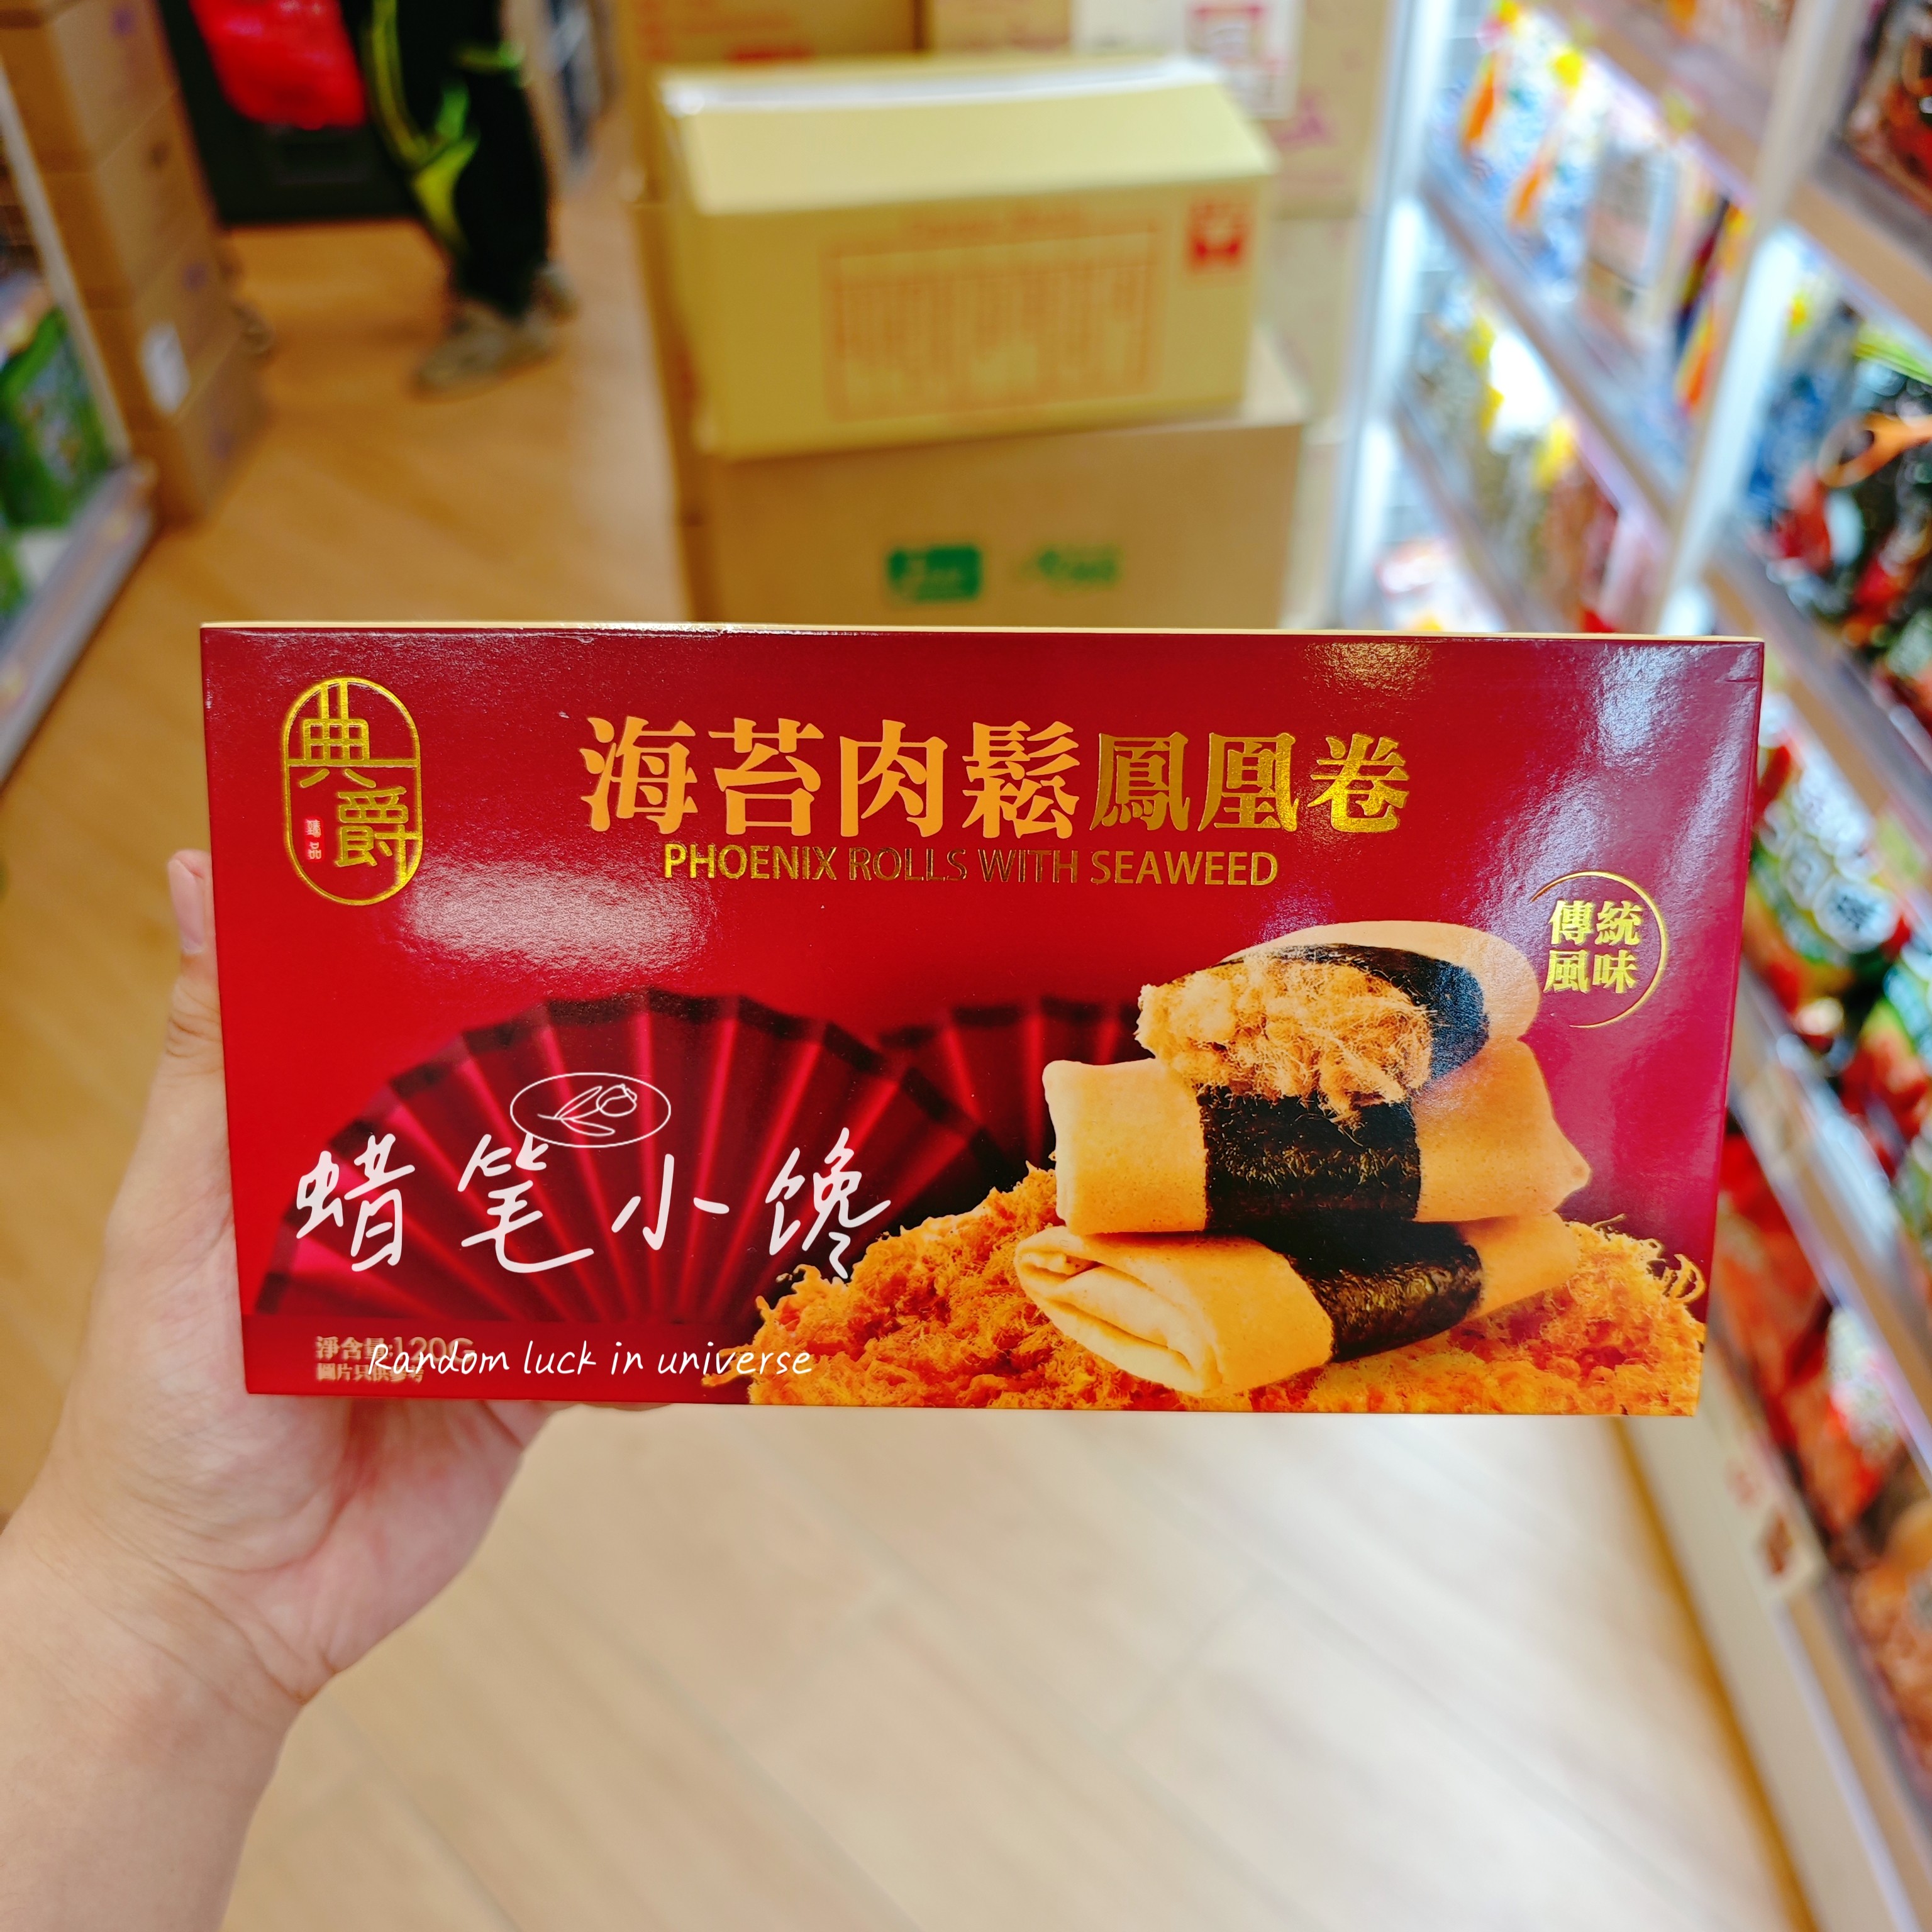 典爵
臻品
海苔肉鬆鳳凰卷
PHOENIX ROLLS WITH SEAWEED
傳統
風味
蜡笔小馋
淨含量120G
圖片只供參考
Random luck in universe